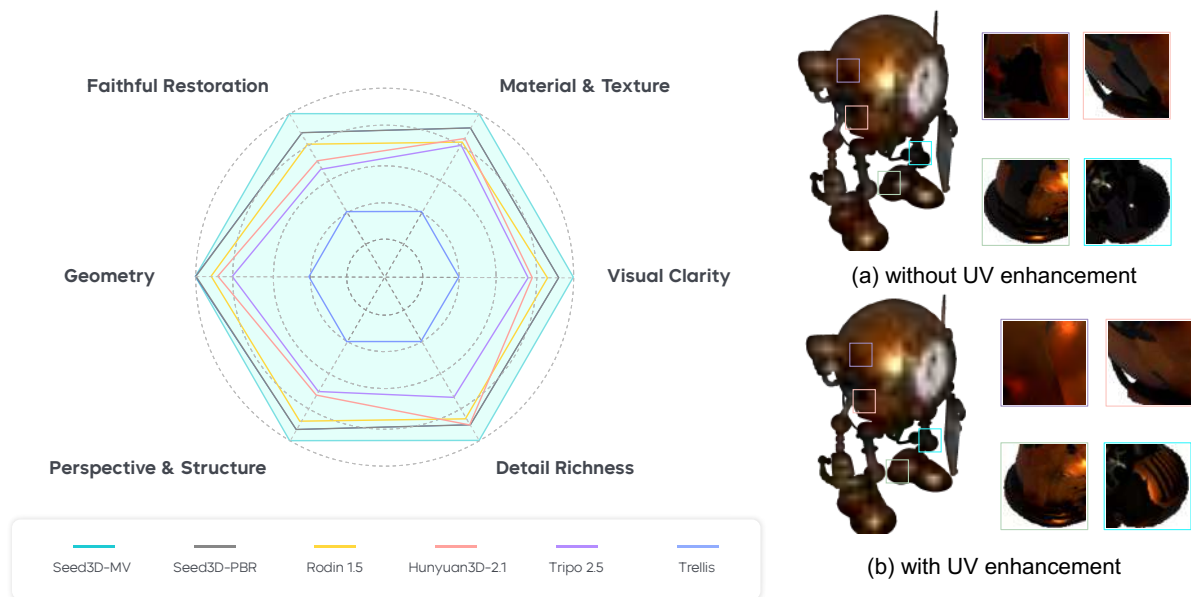 Faithful Restoration
Material & Texture
Geometry
Visual Clarity
Perspective & Structure
Detail Richness
Seed3D-MV
Seed3D-PBR
Rodin 1.5
Hunyuan3D-2.1
Tripo 2.5
Trellis
(a) without UV enhancement
(b) with UV enhancement